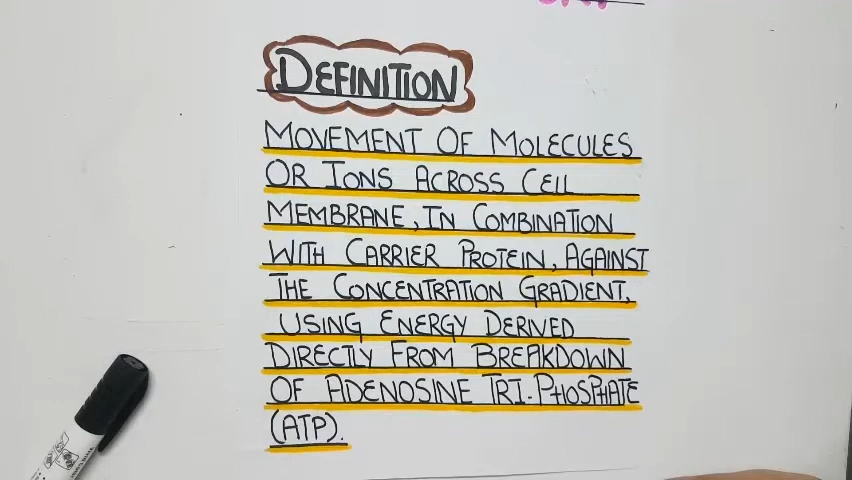 DEFINITION
MOVEMENT OF MOLECULES
OR IONS ACROSS CELL
MEMBRANE, IN COMBINATION
WITH CARRIER PROTEIN, AGAINST
THE CONCENTRATION GRADIENT,
USING ENERGY DERIVED
DIRECTLY FROM BREAKDOWN
OF ADENOSINE TRI-PHOSPHATE
(ATP).